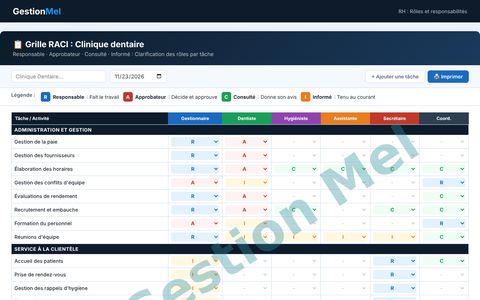 GestionMel
RH : Rôles et responsabilités
📋 Grille RACI : Clinique dentaire
Responsable · Approbateur · Consulté · Informé : Clarification des rôles par tâche
Clinique Dentaire...
11/23/2026
+ Ajouter une tâche
Imprimer
Légende :
R Responsable : Fait le travail
A Approbateur : Décide et approuve
C Consulté : Donne son avis
I Informé : Tenu au courant
Tâche / Activité Gestionnaire Dentiste Hygiéniste Assistante Secrétaire Coord.
ADMINISTRATION ET GESTION
Gestion de la paie R A - - - -
Gestion des fournisseurs R A - - - -
Élaboration des horaires R A C C C C
Gestion des conflits d'équipe A I - - - R
Évaluations de rendement R A - - - C
Recrutement et embauche R A C - C C
Formation du personnel A - - - - R
Réunions d'équipe R A I I I C
SERVICE À LA CLIENTÈLE
Accueil des patients I - - - R C
Prise de rendez-vous - - - - R -
Gestion des rappels d'hygiène I - - - R -
Gestion Mel